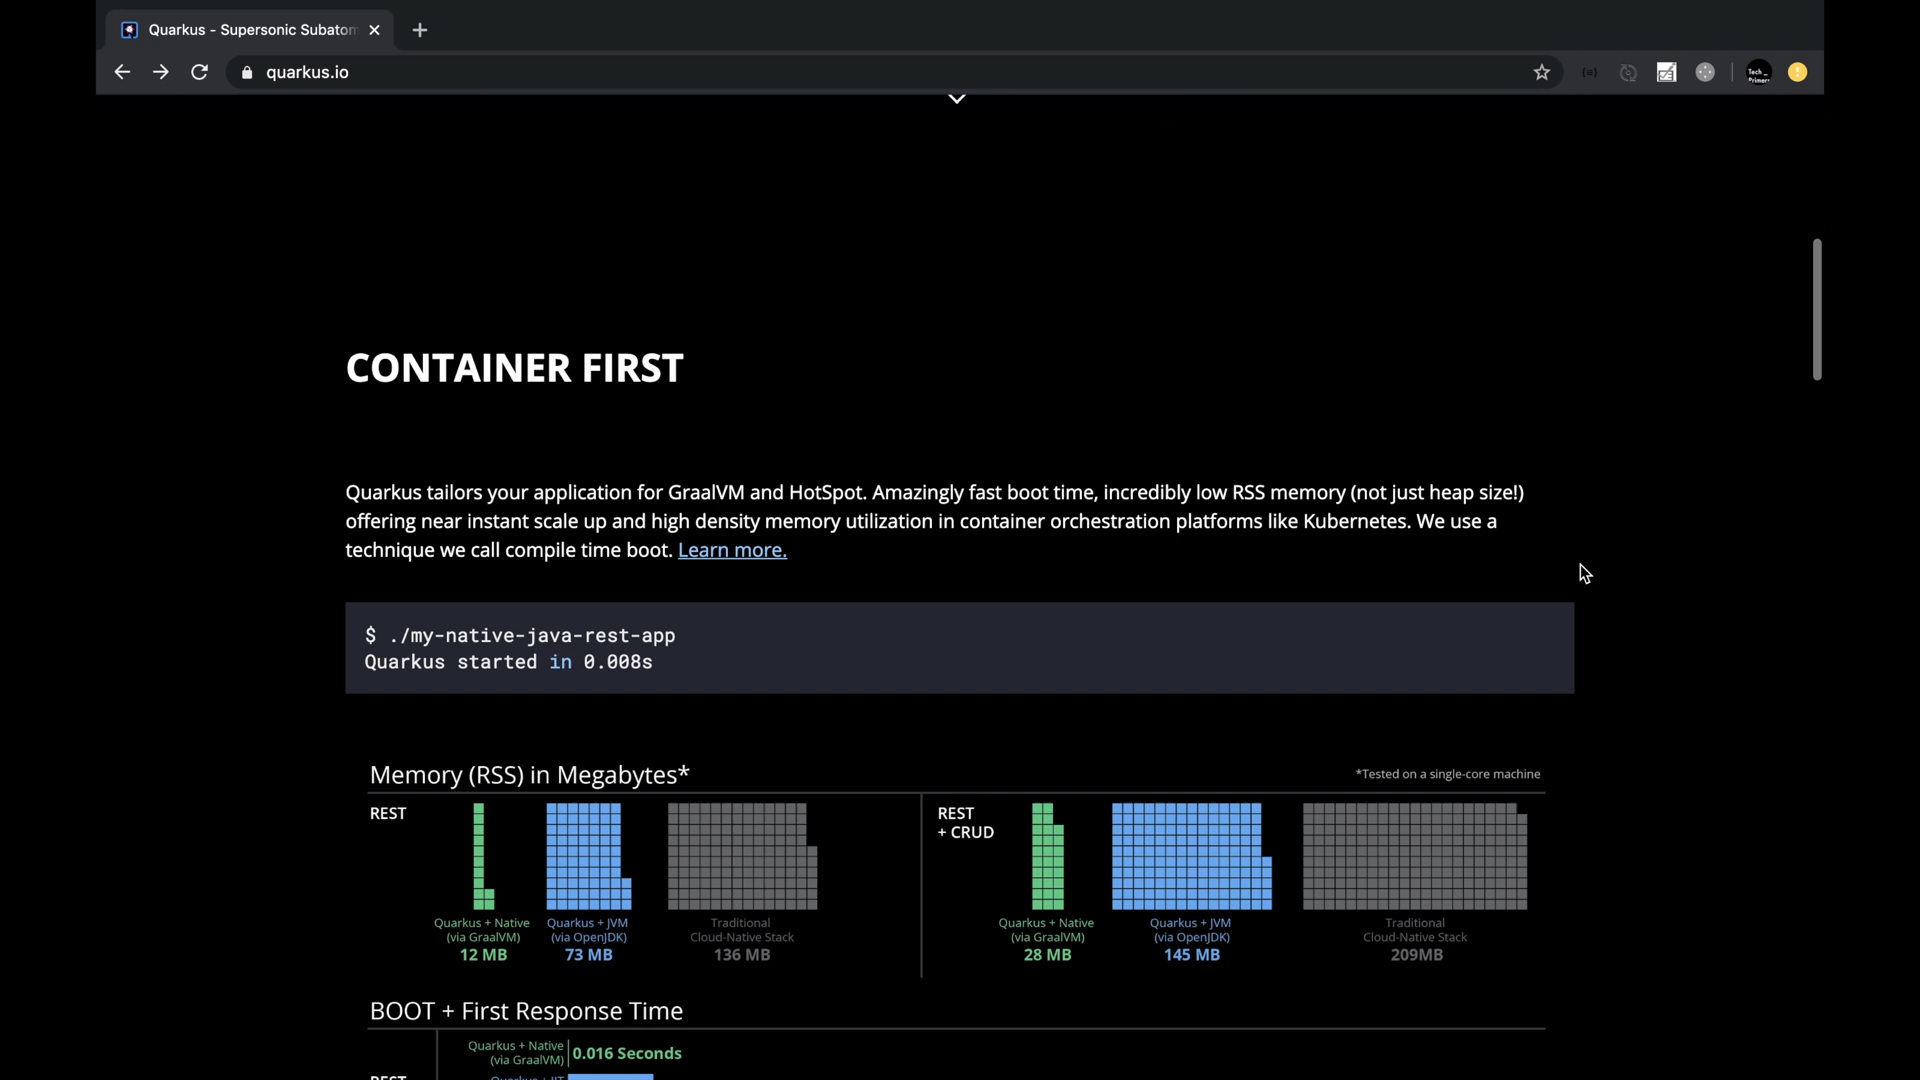 Quarkus - Supersonic Subatom
quarkus.io
Tech_
Primers
CONTAINER FIRST
Quarkus tailors your application for GraalVM and HotSpot. Amazingly fast boot time, incredibly low RSS memory (not just heap size!)
offering near instant scale up and high density memory utilization in container orchestration platforms like Kubernetes. We use a
technique we call compile time boot. Learn more.
$ ./my-native-java-rest-app
Quarkus started in 0.008s
Memory (RSS) in Megabytes*
*Tested on a single-core machine
REST
Quarkus + Native
(via GraalVM)
12 MB
Quarkus + JVM
(via OpenJDK)
73 MB
Traditional
Cloud-Native Stack
136 MB
REST
+ CRUD
Quarkus + Native
(via GraalVM)
28 MB
Quarkus + JVM
(via OpenJDK)
145 MB
Traditional
Cloud-Native Stack
209MB
BOOT + First Response Time
Quarkus + Native
(via GraalVM)
0.016 Seconds
REST
Quarkus + JIT